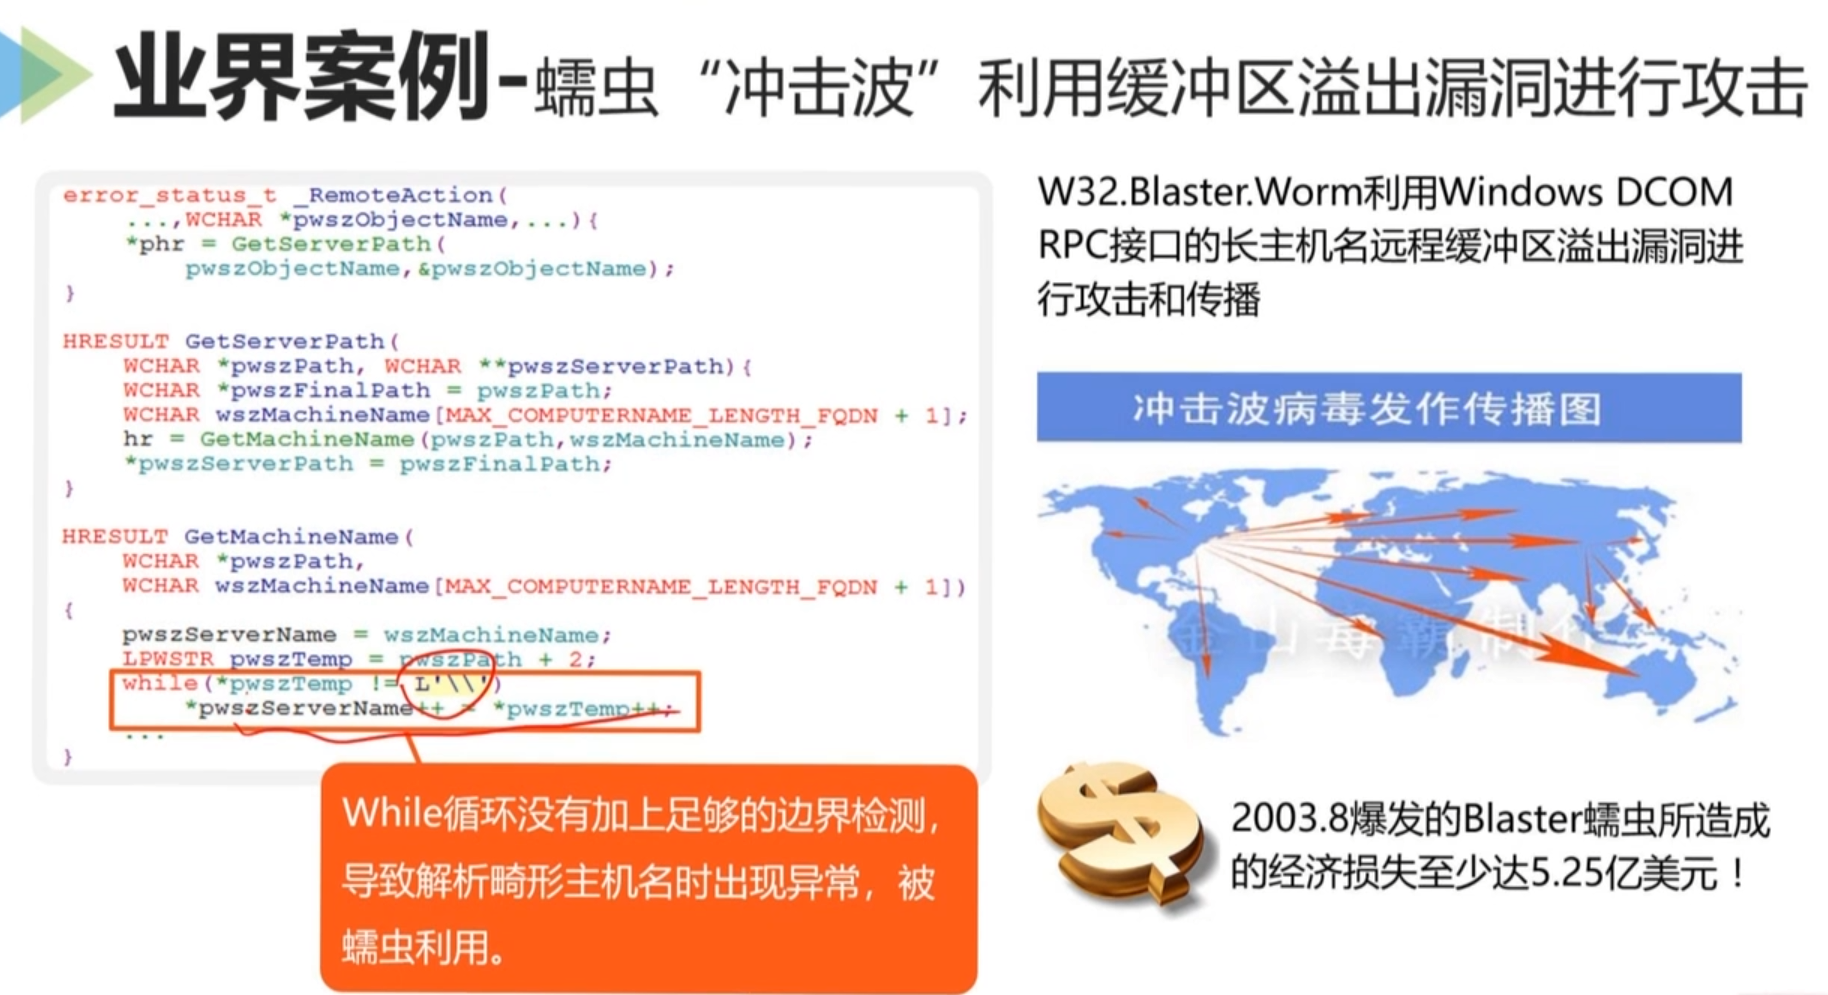 业界案例-蠕虫“冲击波”利用缓冲区溢出漏洞进行攻击
error_status_t _RemoteAction(
...,WCHAR *pwszObjectName,...){
*phr = GetServerPath(
pwszObjectName,&pwszObjectName);
}
HRESULT GetServerPath(
WCHAR *pwszPath, WCHAR **pwszServerPath){
WCHAR *pwszFinalPath = pwszPath;
WCHAR wszMachineName[MAX_COMPUTERNAME_LENGTH_FQDN + 1];
hr = GetMachineName(pwszPath,wszMachineName);
*pwszServerPath = pwszFinalPath;
}
HRESULT GetMachineName(
WCHAR *pwszPath,
WCHAR wszMachineName[MAX_COMPUTERNAME_LENGTH_FQDN + 1])
{
pwszServerName = wszMachineName;
LPWSTR pwszTemp = pwszPath + 2;
while(*pwszTemp != L'\\')
*pwszServerName++ = *pwszTemp++;
...
}
While循环没有加上足够的边界检测，
导致解析畸形主机名时出现异常，被
蠕虫利用。
W32.Blaster.Worm利用Windows DCOM
RPC接口的长主机名远程缓冲区溢出漏洞进
行攻击和传播
冲击波病毒发作传播图
金山毒霸制作
2003.8爆发的Blaster蠕虫所造成
的经济损失至少达5.25亿美元！